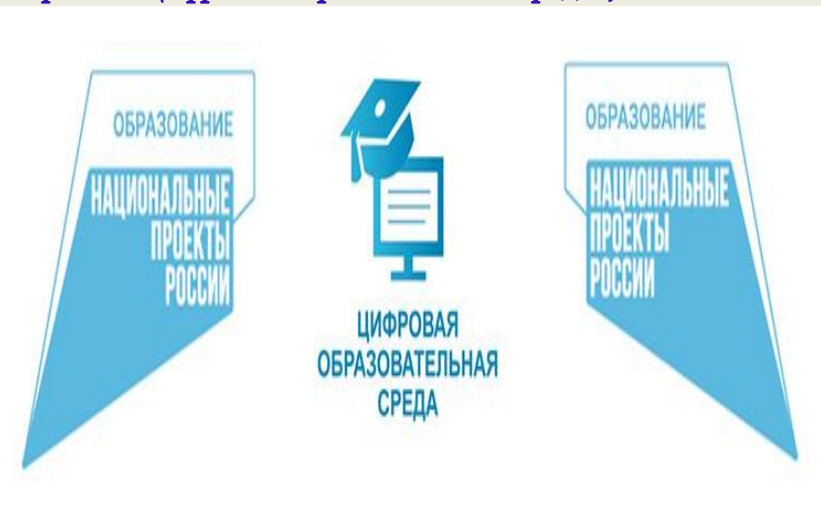 ОБРАЗОВАНИЕ
НАЦИОНАЛЬНЫЕ
ПРОЕКТЫ
РОССИИ
ЦИФРОВАЯ
ОБРАЗОВАТЕЛЬНАЯ
СРЕДА
ОБРАЗОВАНИЕ
НАЦИОНАЛЬНЫЕ
ПРОЕКТЫ
РОССИИ